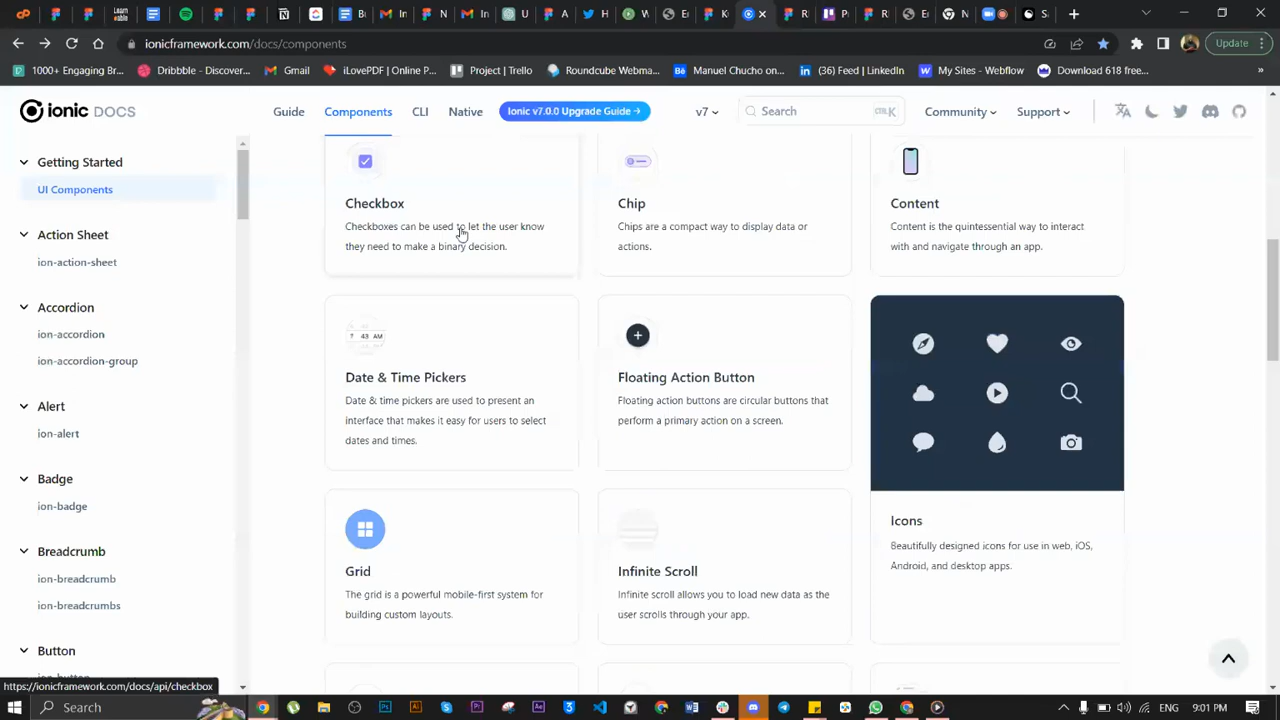 Learn
Bo
In
N
In
U
A
H
W
Er
K
R
P
R
Er
N
S
ionicframework.com/docs/components
Update
1000+ Engaging Br...
Dribbble - Discover...
Gmail
iLovePDF | Online P...
Project | Trello
Roundcube Webma...
Manuel Chucho on ...
(36) Feed | LinkedIn
My Sites - Webflow
Download 618 free...
»
ionic DOCS
Guide
Components
CLI
Native
Ionic v7.0.0 Upgrade Guide →
v7
Search
CTRL K
Community
Support
Getting Started
UI Components
Action Sheet
ion-action-sheet
Accordion
ion-accordion
ion-accordion-group
Alert
ion-alert
Badge
ion-badge
Breadcrumb
ion-breadcrumb
ion-breadcrumbs
Button
Checkbox
Checkboxes can be used to let the user know
they need to make a binary decision.
Chip
Chips are a compact way to display data or
actions.
Content
Content is the quintessential way to interact
with and navigate through an app.
7 43 AM
Date & Time Pickers
Date & time pickers are used to present an
interface that makes it easy for users to select
dates and times.
Floating Action Button
Floating action buttons are circular buttons that
perform a primary action on a screen.
Icons
Beautifully designed icons for use in web, iOS,
Android, and desktop apps.
Grid
The grid is a powerful mobile-first system for
building custom layouts.
Infinite Scroll
Infinite scroll allows you to load new data as the
user scrolls through your app.
https://ionicframework.com/docs/api/checkbox
Search
9:01 PM